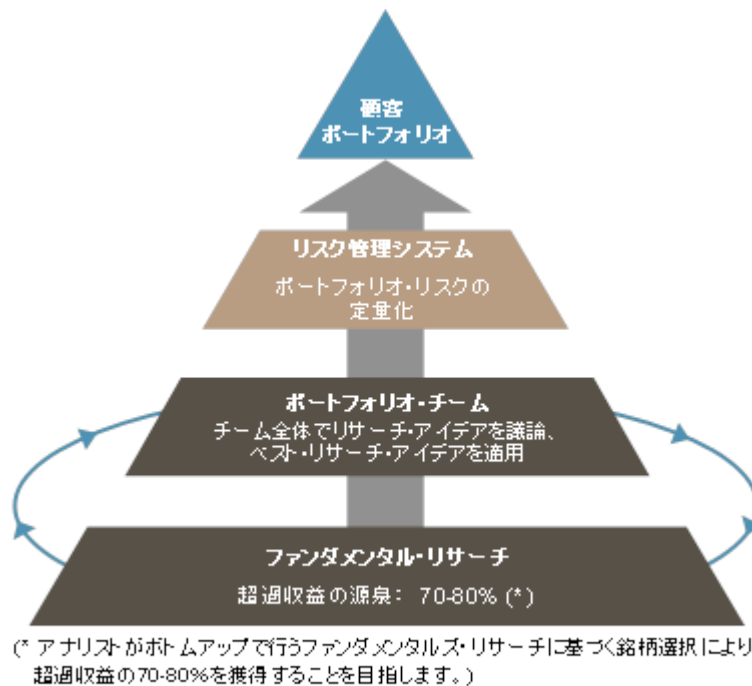 顧客
ポートフォリオ
リスク管理システム
ポートフォリオ・リスクの
定量化
ポートフォリオ・チーム
チーム全体でリサーチ・アイデアを議論、
ベスト・リサーチ・アイデアを適用
ファンダメンタル・リサーチ
超過収益の源泉： 70-80% (*)
(* アナリストがボトムアップで行うファンダメンタルズ・リサーチに基づく銘柄選択により
超過収益の70-80%を獲得することを目指します。)